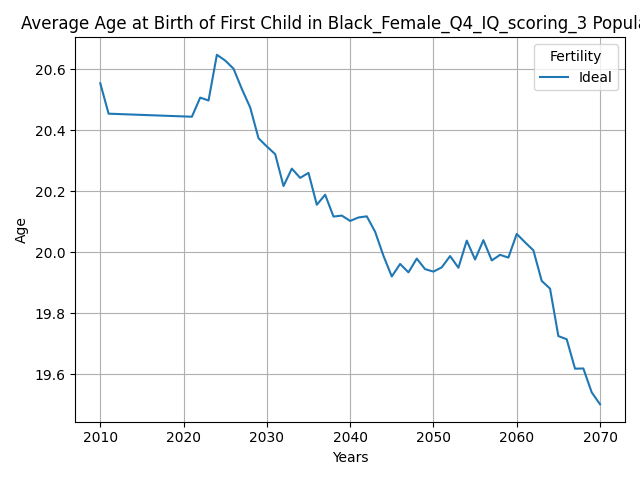 Average Age at Birth of First Child in Black_Female_Q4_IQ_scoring_3 Popula
Fertility
Ideal
20.6
20.4
20.2
20.0
19.8
19.6
Age
2010 2020 2030 2040 2050 2060 2070
Years